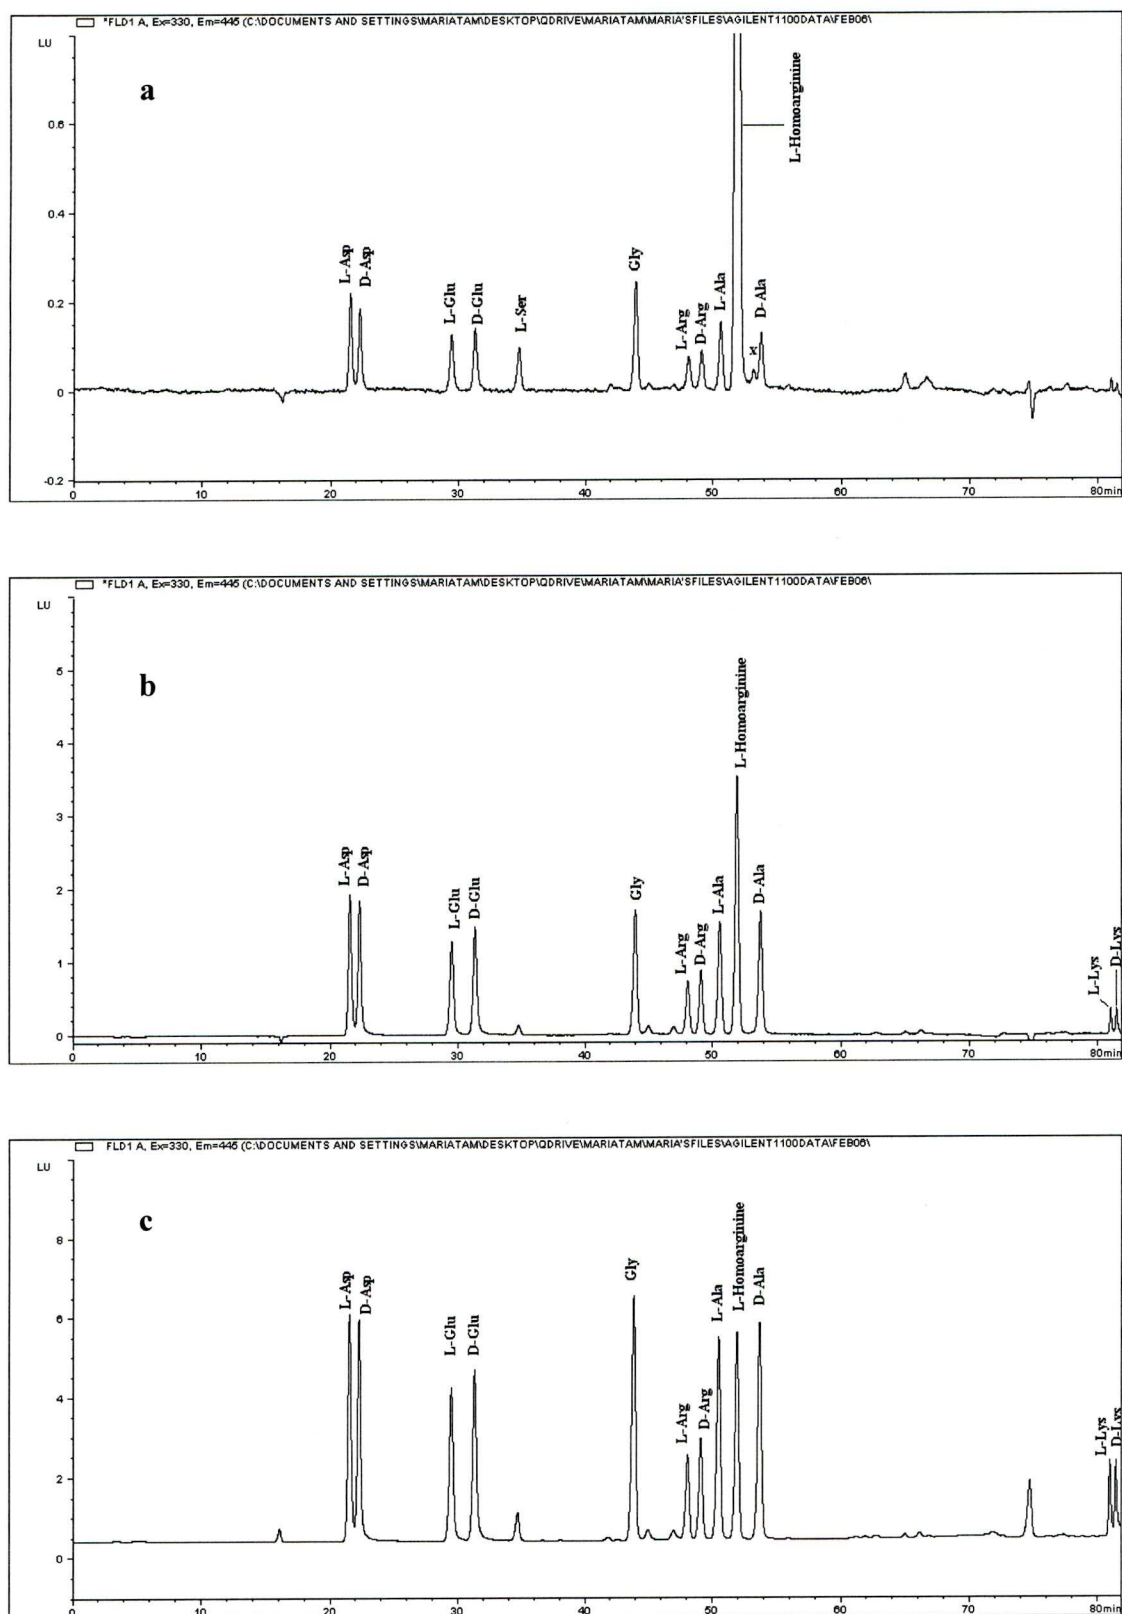 *FLD1 A, Ex=330, Em=445 (C:\DOCUMENTS AND SETTINGS\MARIATAM\DESKTOP\QDRIVE\MARIATAM\MARIA'SFILES\AGILENT1100DATA\FEB06\
LU
a
0.6
0.4
0.2
0
-0.2
L-Asp
D-Asp
L-Glu
D-Glu
L-Ser
Gly
L-Arg
D-Arg
L-Ala
L-Homoarginine
x
D-Ala
0 10 20 30 40 50 60 70 80min
*FLD1 A, Ex=330, Em=445 (C:\DOCUMENTS AND SETTINGS\MARIATAM\DESKTOP\QDRIVE\MARIATAM\MARIA'SFILES\AGILENT1100DATA\FEB06\
LU
b
5
4
3
2
1
0
L-Asp
D-Asp
L-Glu
D-Glu
Gly
L-Arg
D-Arg
L-Ala
L-Homoarginine
D-Ala
L-Lys
D-Lys
0 10 20 30 40 50 60 70 80min
FLD1 A, Ex=330, Em=445 (C:\DOCUMENTS AND SETTINGS\MARIATAM\DESKTOP\QDRIVE\MARIATAM\MARIA'SFILES\AGILENT1100DATA\FEB06\
LU
c
8
6
4
2
0
L-Asp
D-Asp
L-Glu
D-Glu
Gly
L-Arg
D-Arg
L-Ala
L-Homoarginine
D-Ala
L-Lys
D-Lys
0 10 20 30 40 50 60 70 80min